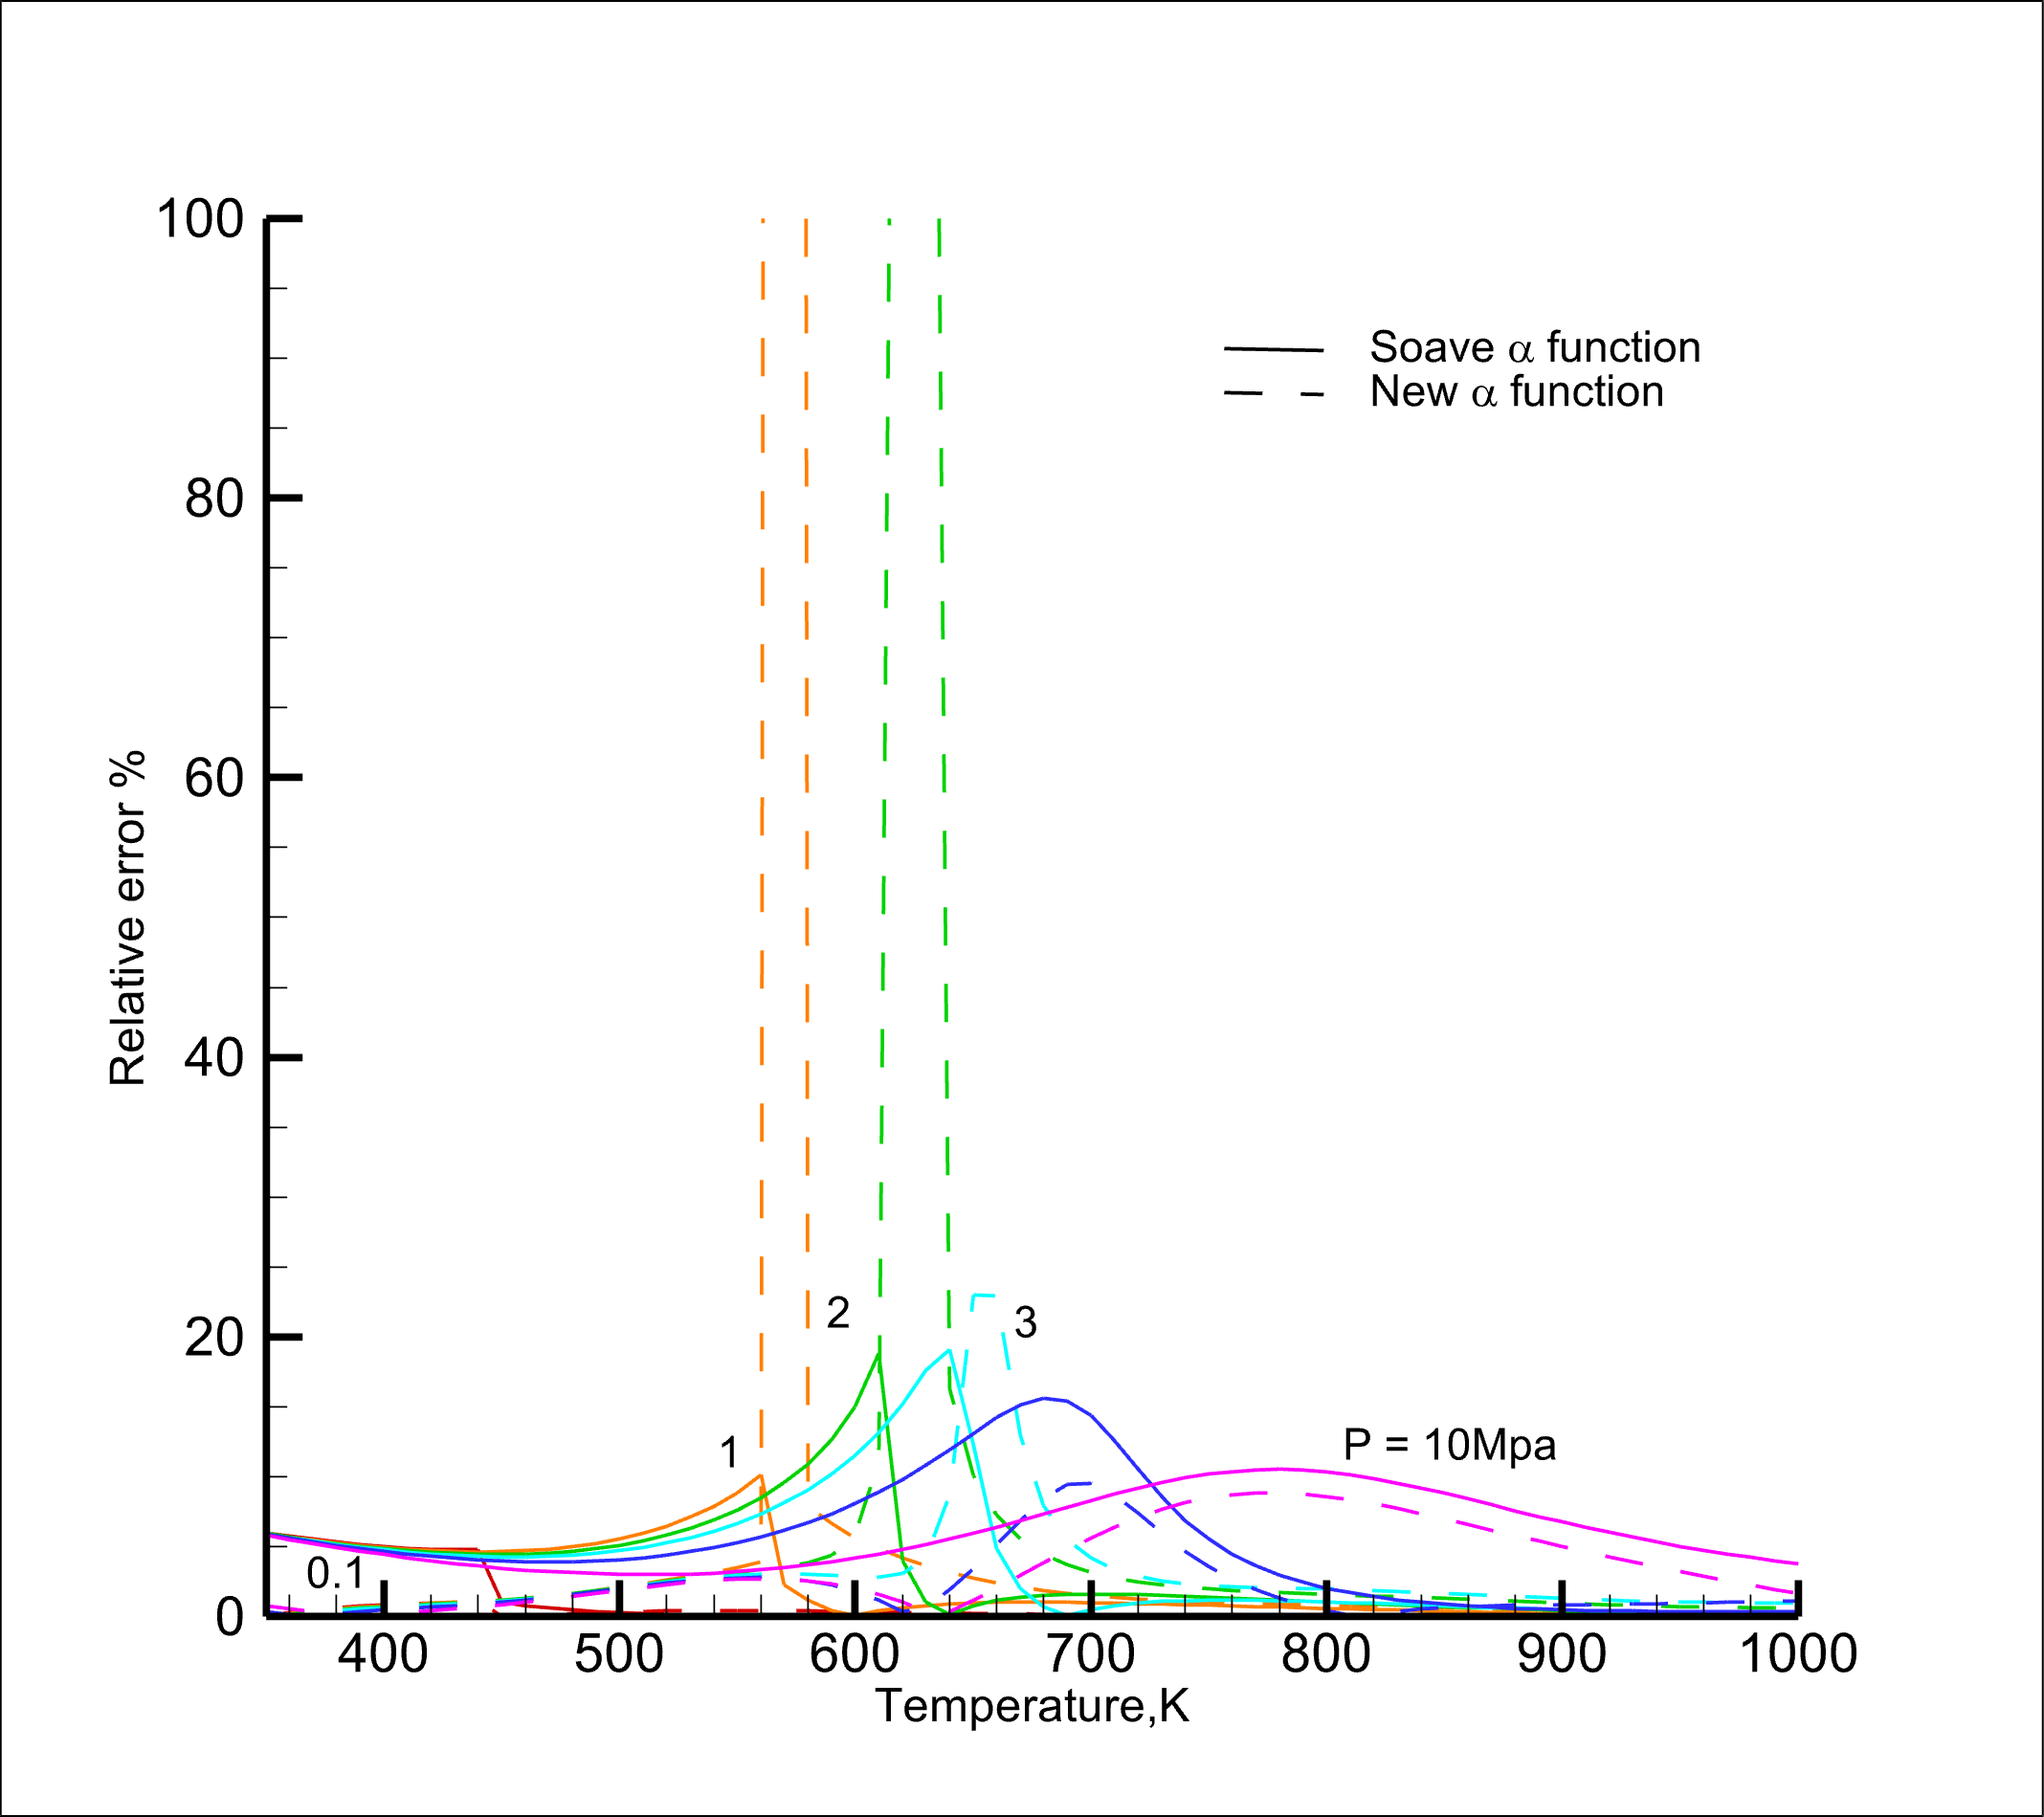 100
80
60
40
20
0
Relative error %
Soave α function
New α function
2
3
1
P = 10Mpa
0.1
400 500 600 700 800 900 1000
Temperature,K